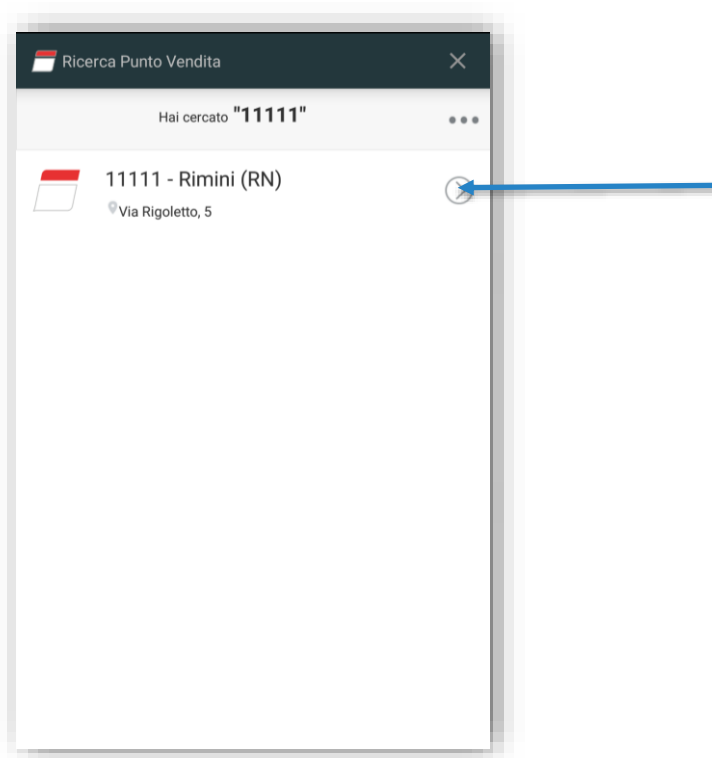 Ricerca Punto Vendita
Hai cercato "11111"
11111 - Rimini (RN)
Via Rigoletto, 5